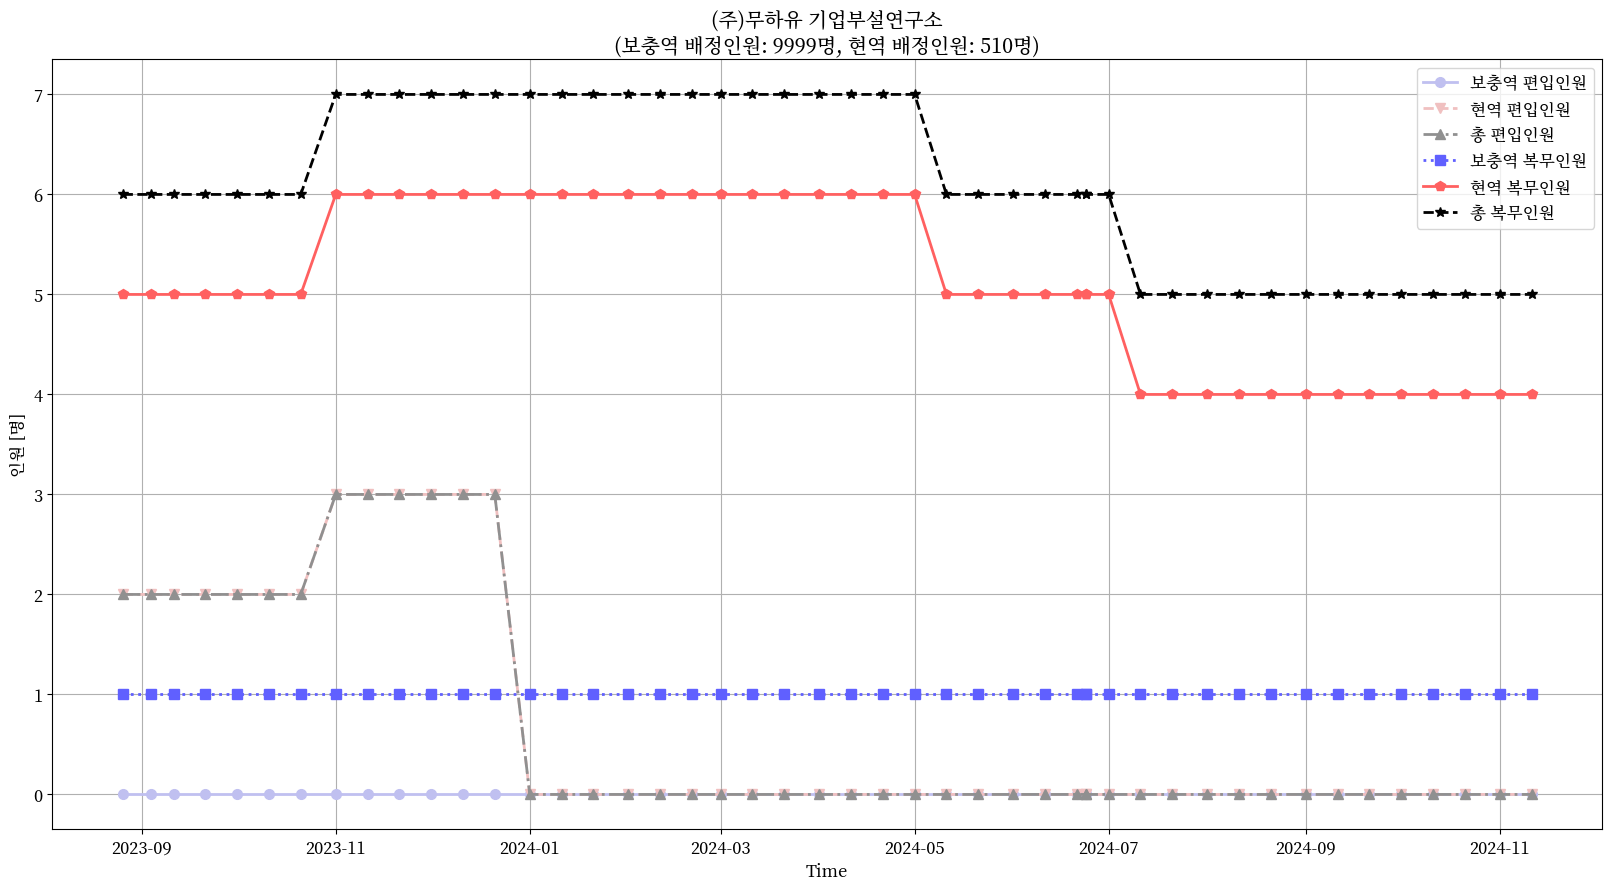 (주)무하유 기업부설연구소
(보충역 배정인원: 9999명, 현역 배정인원: 510명)
보충역 편입인원
현역 편입인원
총 편입인원
보충역 복무인원
현역 복무인원
총 복무인원
인원 [명]
7
6
5
4
3
2
1
0
2023-09 2023-11 2024-01 2024-03 2024-05 2024-07 2024-09 2024-11
Time